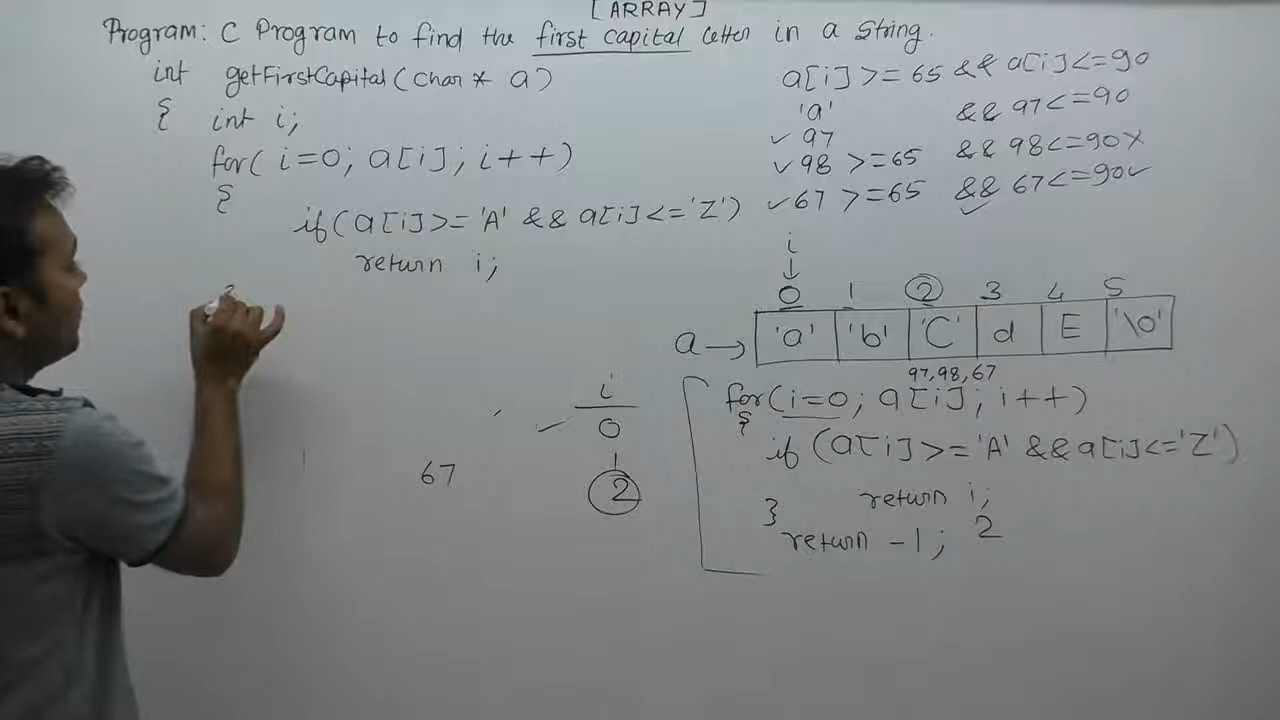 [ARRAY]
Program: C Program to find the first capital letter in a String.
int getFirstCapital(char* a)
{ int i;
for( i=0; a[i]; i++)
{
if(a[i]>='A' && a[i]<='Z')
return i;
a[i]>=65 && a[i]<=90
'a' && 97<=90
✓97
✓98 >=65 && 98<=90X
✓67 >=65 && 67<=90✓
i
↓
0 1 2 3 4 5
a→ 'a' 'b' 'C' d E '\0'
97,98,67
i
✓ 0
1
2
67
for(i=0; a[i]; i++)
{
if (a[i]>='A' && a[i]<='Z')
return i;
}
return -1; 2